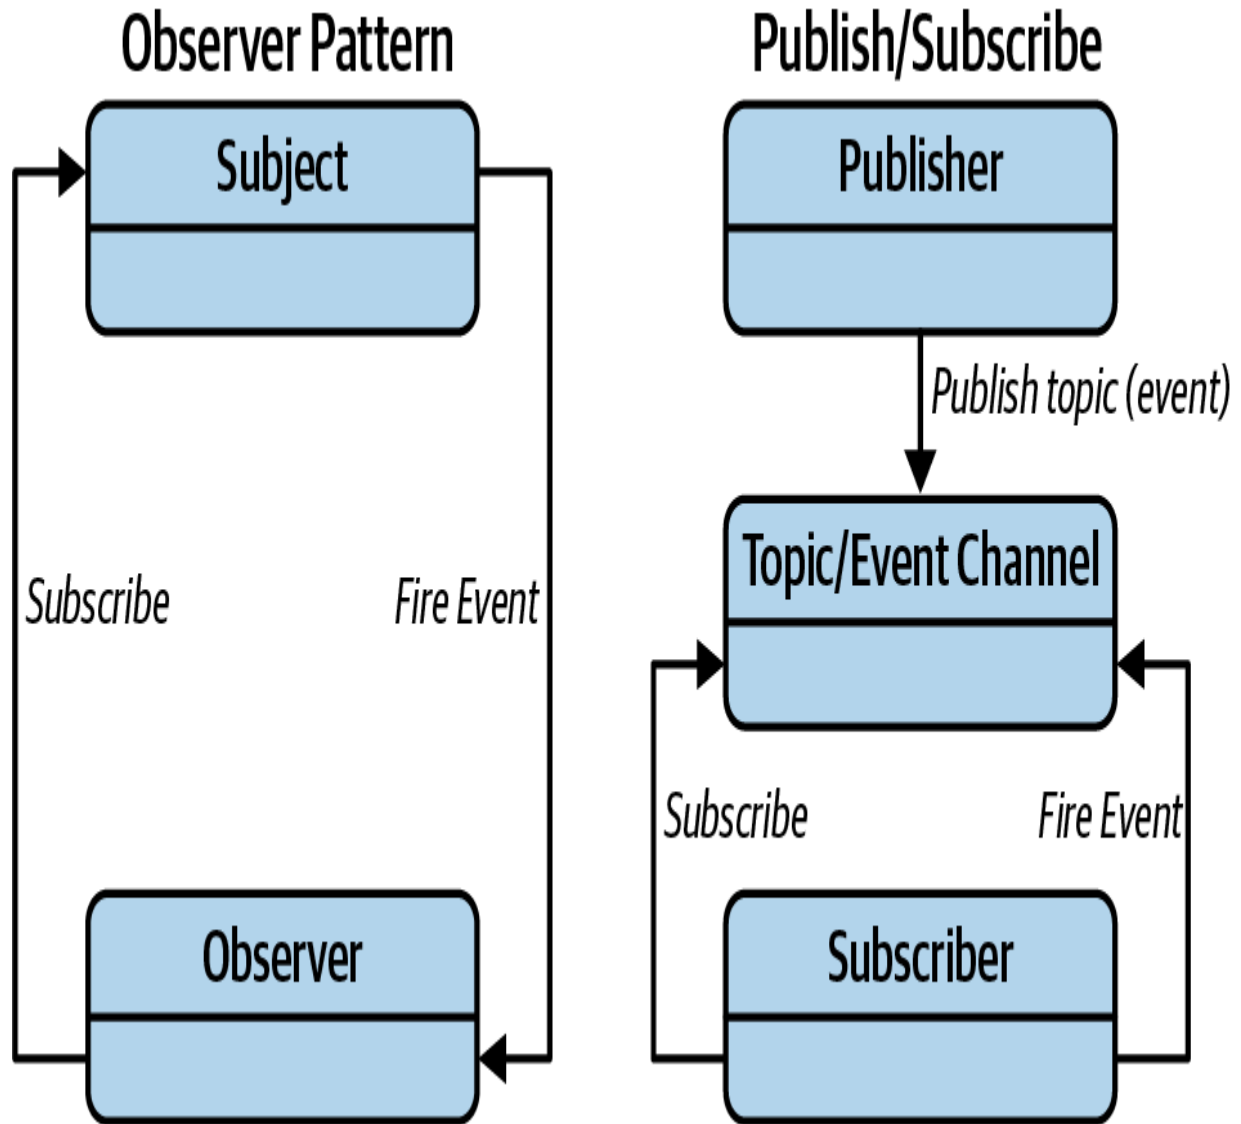 Observer Pattern
Subject
Subscribe
Fire Event
Observer
Publish/Subscribe
Publisher
Publish topic (event)
Topic/Event Channel
Subscribe
Fire Event
Subscriber